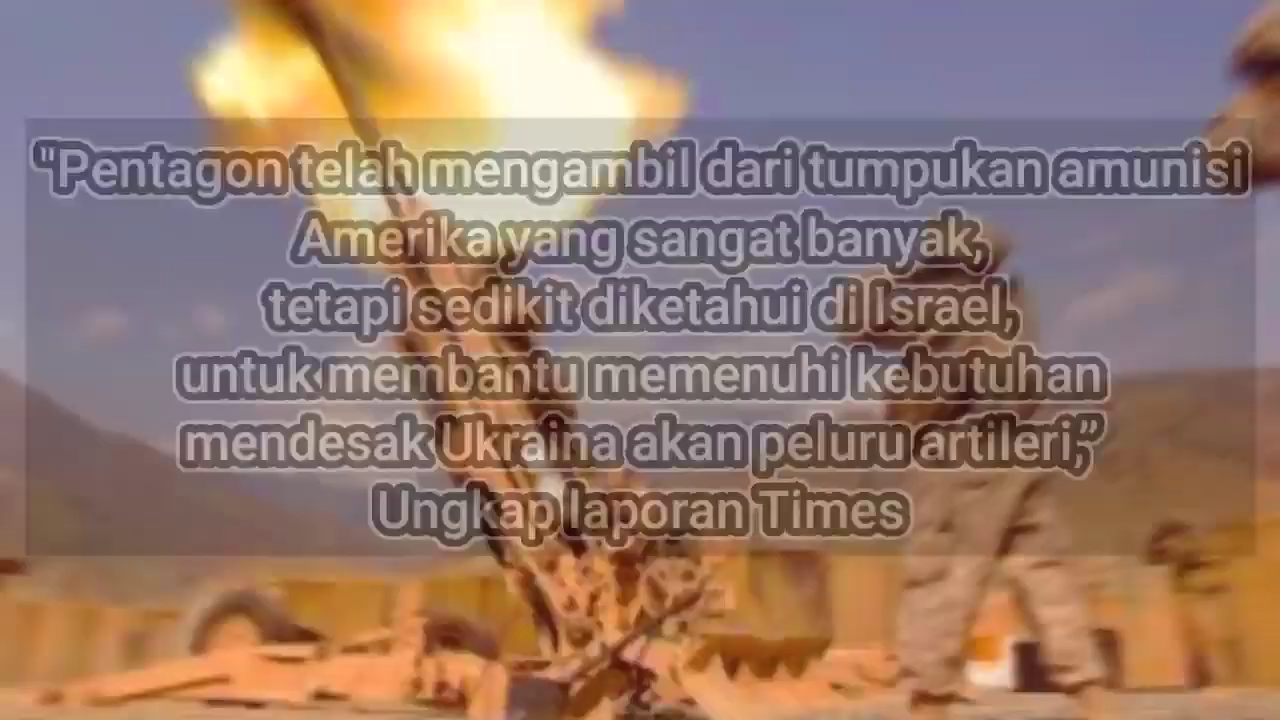 "Pentagon telah mengambil dari tumpukan amunisi
Amerika yang sangat banyak,
tetapi sedikit diketahui di Israel,
untuk membantu memenuhi kebutuhan
mendesak Ukraina akan peluru artileri,”
Ungkap laporan Times